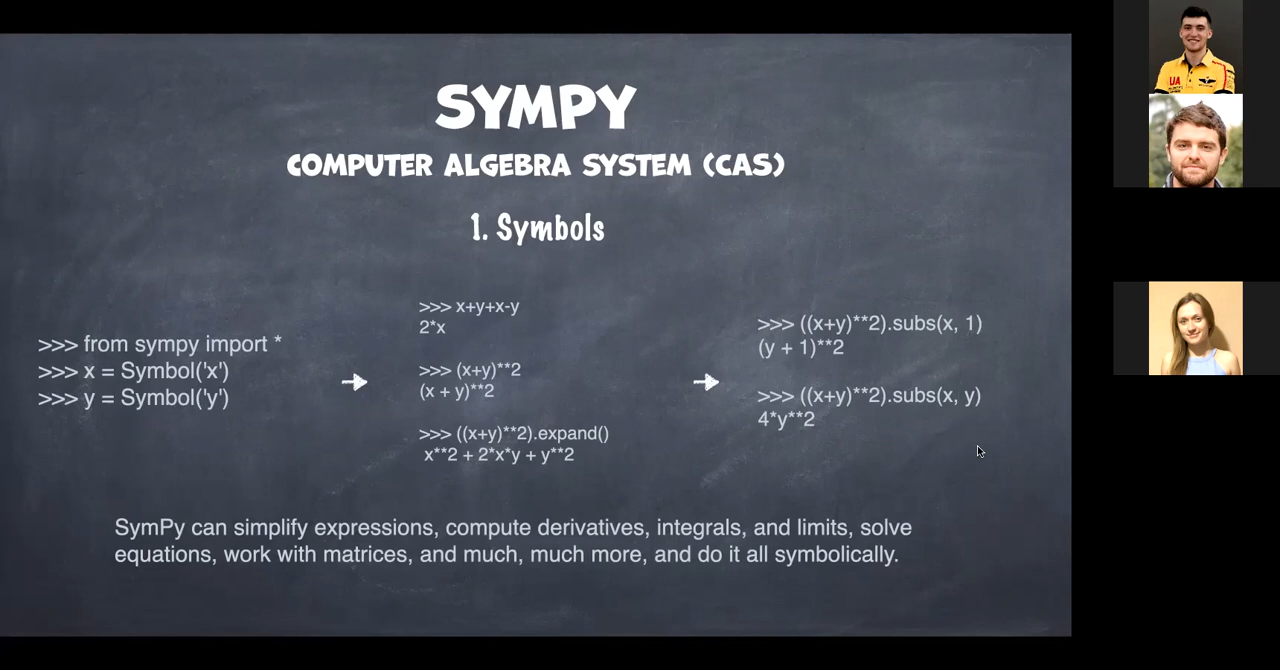 SYMPY
COMPUTER ALGEBRA SYSTEM (CAS)
1. Symbols
>>> from sympy import *
>>> x = Symbol('x')
>>> y = Symbol('y')
>>> x+y+x-y
2*x
>>> (x+y)**2
(x + y)**2
>>> ((x+y)**2).expand()
x**2 + 2*x*y + y**2
>>> ((x+y)**2).subs(x, 1)
(y + 1)**2
>>> ((x+y)**2).subs(x, y)
4*y**2
SymPy can simplify expressions, compute derivatives, integrals, and limits, solve
equations, work with matrices, and much, much more, and do it all symbolically.
UA